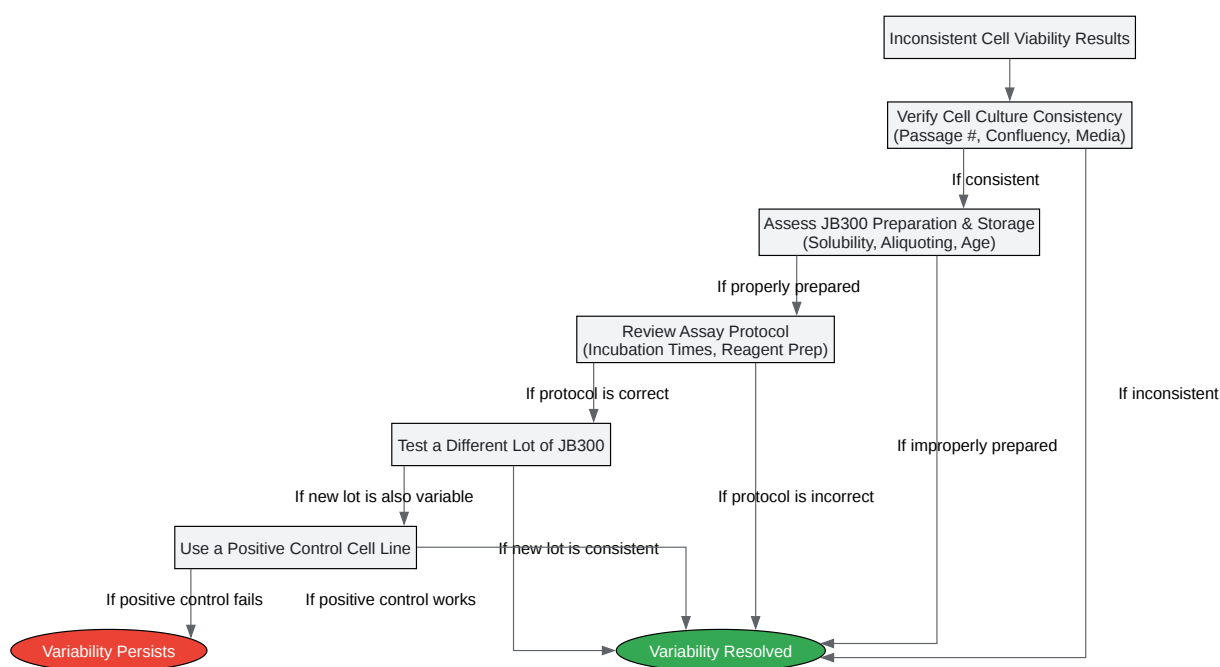 Inconsistent Cell Viability Results
Verify Cell Culture Consistency
(Passage #, Confluency, Media)
If consistent
Assess JB300 Preparation & Storage
(Solubility, Aliquoting, Age)
If properly prepared
Review Assay Protocol
(Incubation Times, Reagent Prep)
If protocol is correct
If inconsistent
Test a Different Lot of JB300
If improperly prepared
If new lot is also variable
If protocol is incorrect
Use a Positive Control Cell Line
If new lot is consistent
If positive control fails
If positive control works
Variability Persists
Variability Resolved